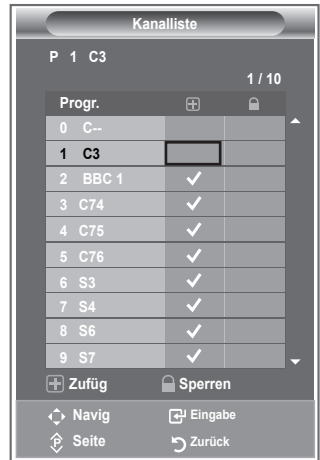 Kanalliste
P 1 C3
1 / 10
Progr.
0 C--
1 C3
2 BBC 1
3 C74
4 C75
5 C76
6 S3
7 S4
8 S6
9 S7
Zufüg Sperren
Navig Eingabe
Seite Zurück